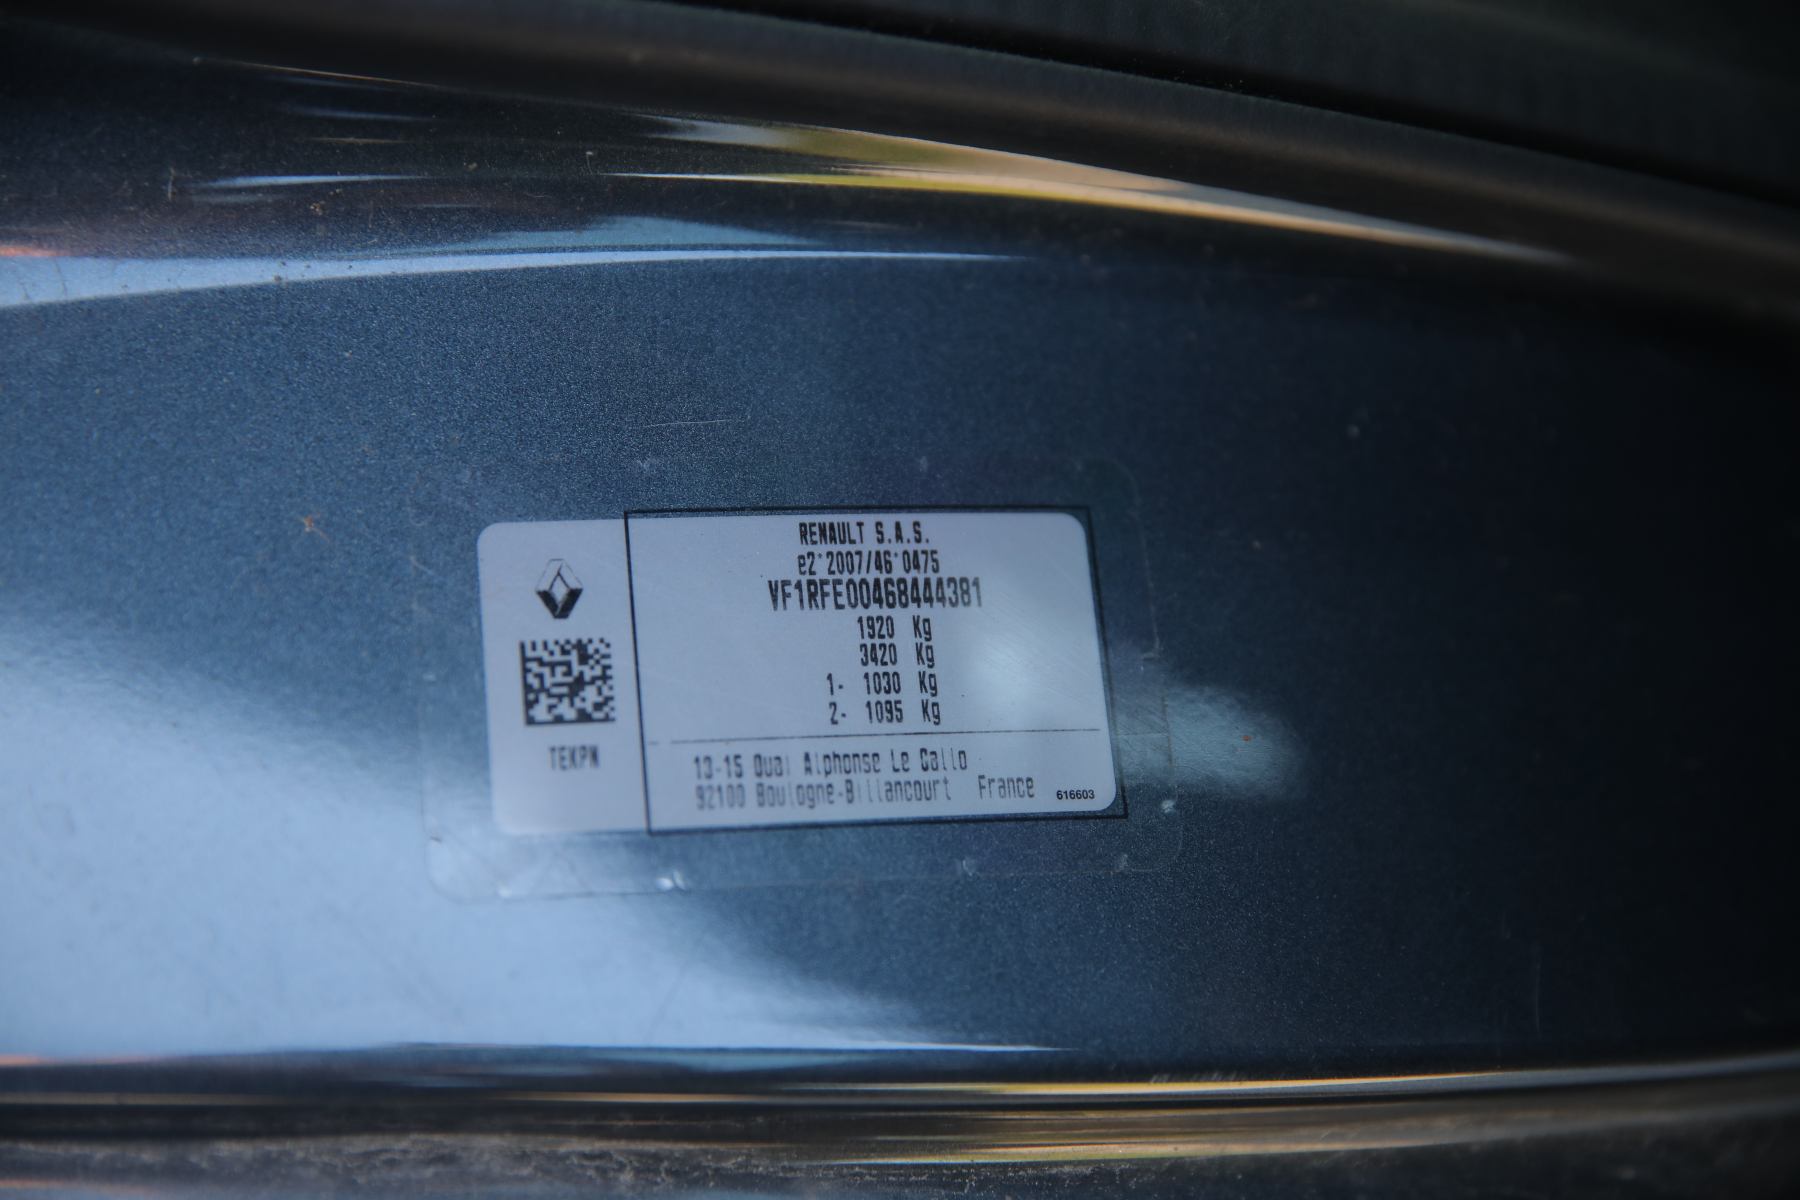 RENAULT S.A.S.
e2*2007/46*0475
VF1RFE00468444381
1920 Kg
3420 Kg
1- 1030 Kg
2- 1095 Kg
TEKPN
13-15 Quai Alphonse Le Gallo
92100 Boulogne-Billancourt France
616603